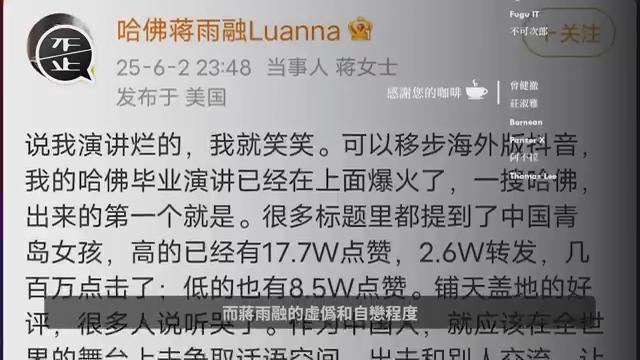 歪
止
哈佛蒋雨融Luanna
25-6-2 23:48 当事人 蒋女士
发布于 美国
+关注
Fugu IT
不可次郎
感謝您的咖啡
曾健徹
莊淑雅
Bornean
Panzer X
阿不拉
Thomas Lee
说我演讲烂的，我就笑笑。可以移步海外版抖音，
我的哈佛毕业演讲已经在上面爆火了，一搜哈佛，
出来的第一个就是。很多标题里都提到了中国青
岛女孩，高的已经有17.7W点赞，2.6W转发，几
百万点击了；低的也有8.5W点赞。铺天盖地的好
评，很多人说听哭了。作为中国人，就应该在全世
而蔣雨融的虛偽和自戀程度
界的舞台上去争取话语空间，出去和别人交流，让